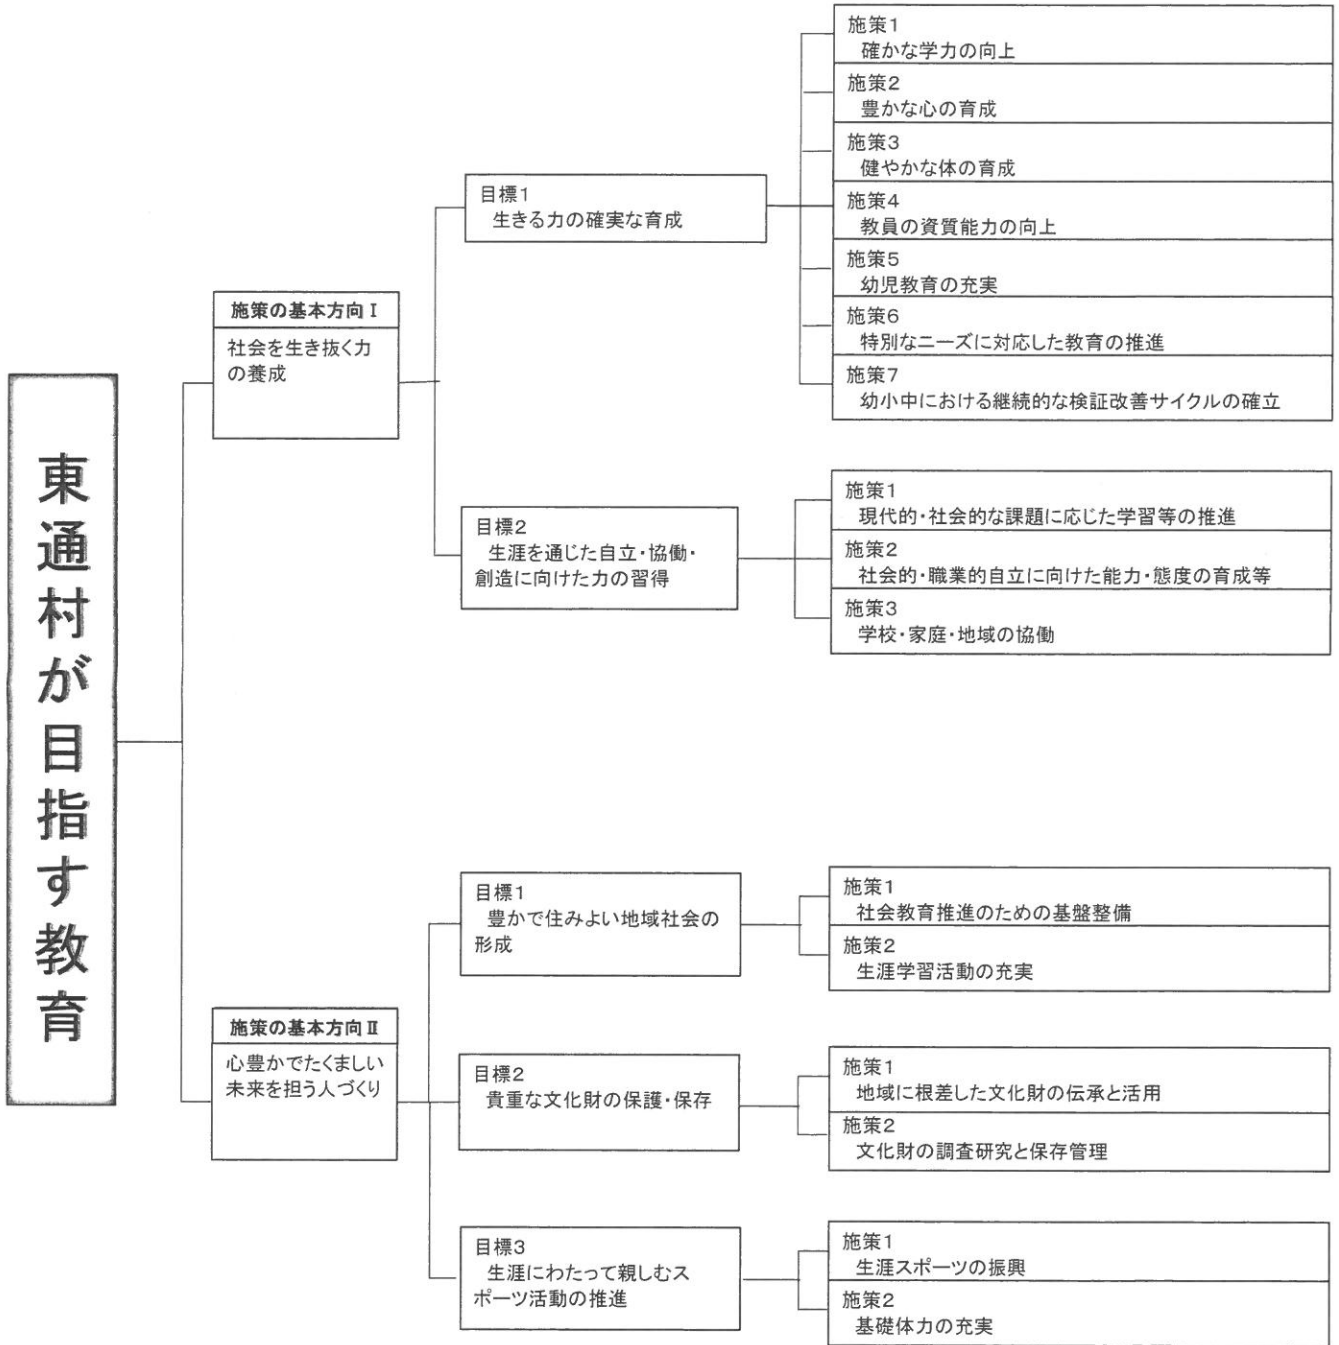 東通村が目指す教育
施策の基本方向Ⅰ
社会を生き抜く力
の養成
目標1
生きる力の確実な育成
施策1
確かな学力の向上
施策2
豊かな心の育成
施策3
健やかな体の育成
施策4
教員の資質能力の向上
施策5
幼児教育の充実
施策6
特別なニーズに対応した教育の推進
施策7
幼小中における継続的な検証改善サイクルの確立
目標2
生涯を通じた自立・協働・
創造に向けた力の習得
施策1
現代的・社会的な課題に応じた学習等の推進
施策2
社会的・職業的自立に向けた能力・態度の育成等
施策3
学校・家庭・地域の協働
施策の基本方向Ⅱ
心豊かでたくましい
未来を担う人づくり
目標1
豊かで住みよい地域社会の
形成
施策1
社会教育推進のための基盤整備
施策2
生涯学習活動の充実
目標2
貴重な文化財の保護・保存
施策1
地域に根差した文化財の伝承と活用
施策2
文化財の調査研究と保存管理
目標3
生涯にわたって親しむス
ポーツ活動の推進
施策1
生涯スポーツの振興
施策2
基礎体力の充実